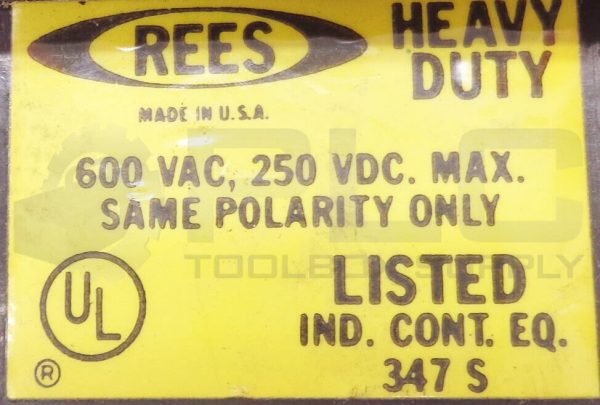 REES
HEAVY
DUTY
MADE IN U.S.A.
600 VAC, 250 VDC. MAX.
SAME POLARITY ONLY
PLC
TOOLBOX SUPPLY
UL
®
LISTED
IND. CONT. EQ.
347 S